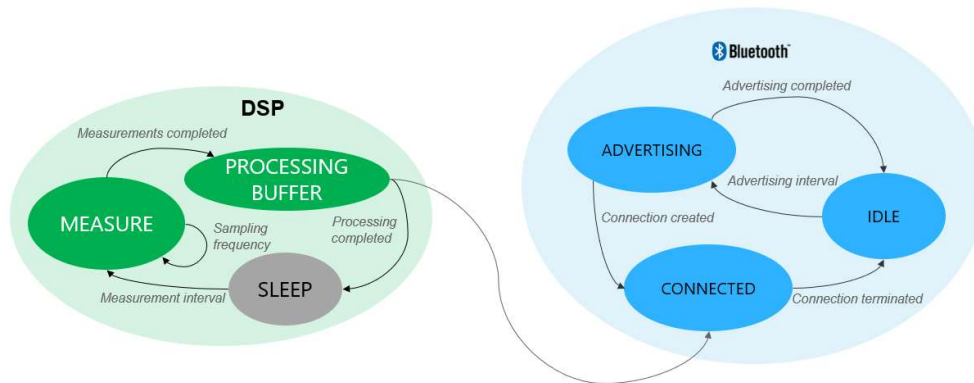 DSP
Measurements completed
PROCESSING
BUFFER
MEASURE
Sampling
frequency
Processing
completed
SLEEP
Measurement interval
Bluetooth™
Advertising completed
ADVERTISING
Advertising interval
IDLE
Connection created
CONNECTED
Connection terminated